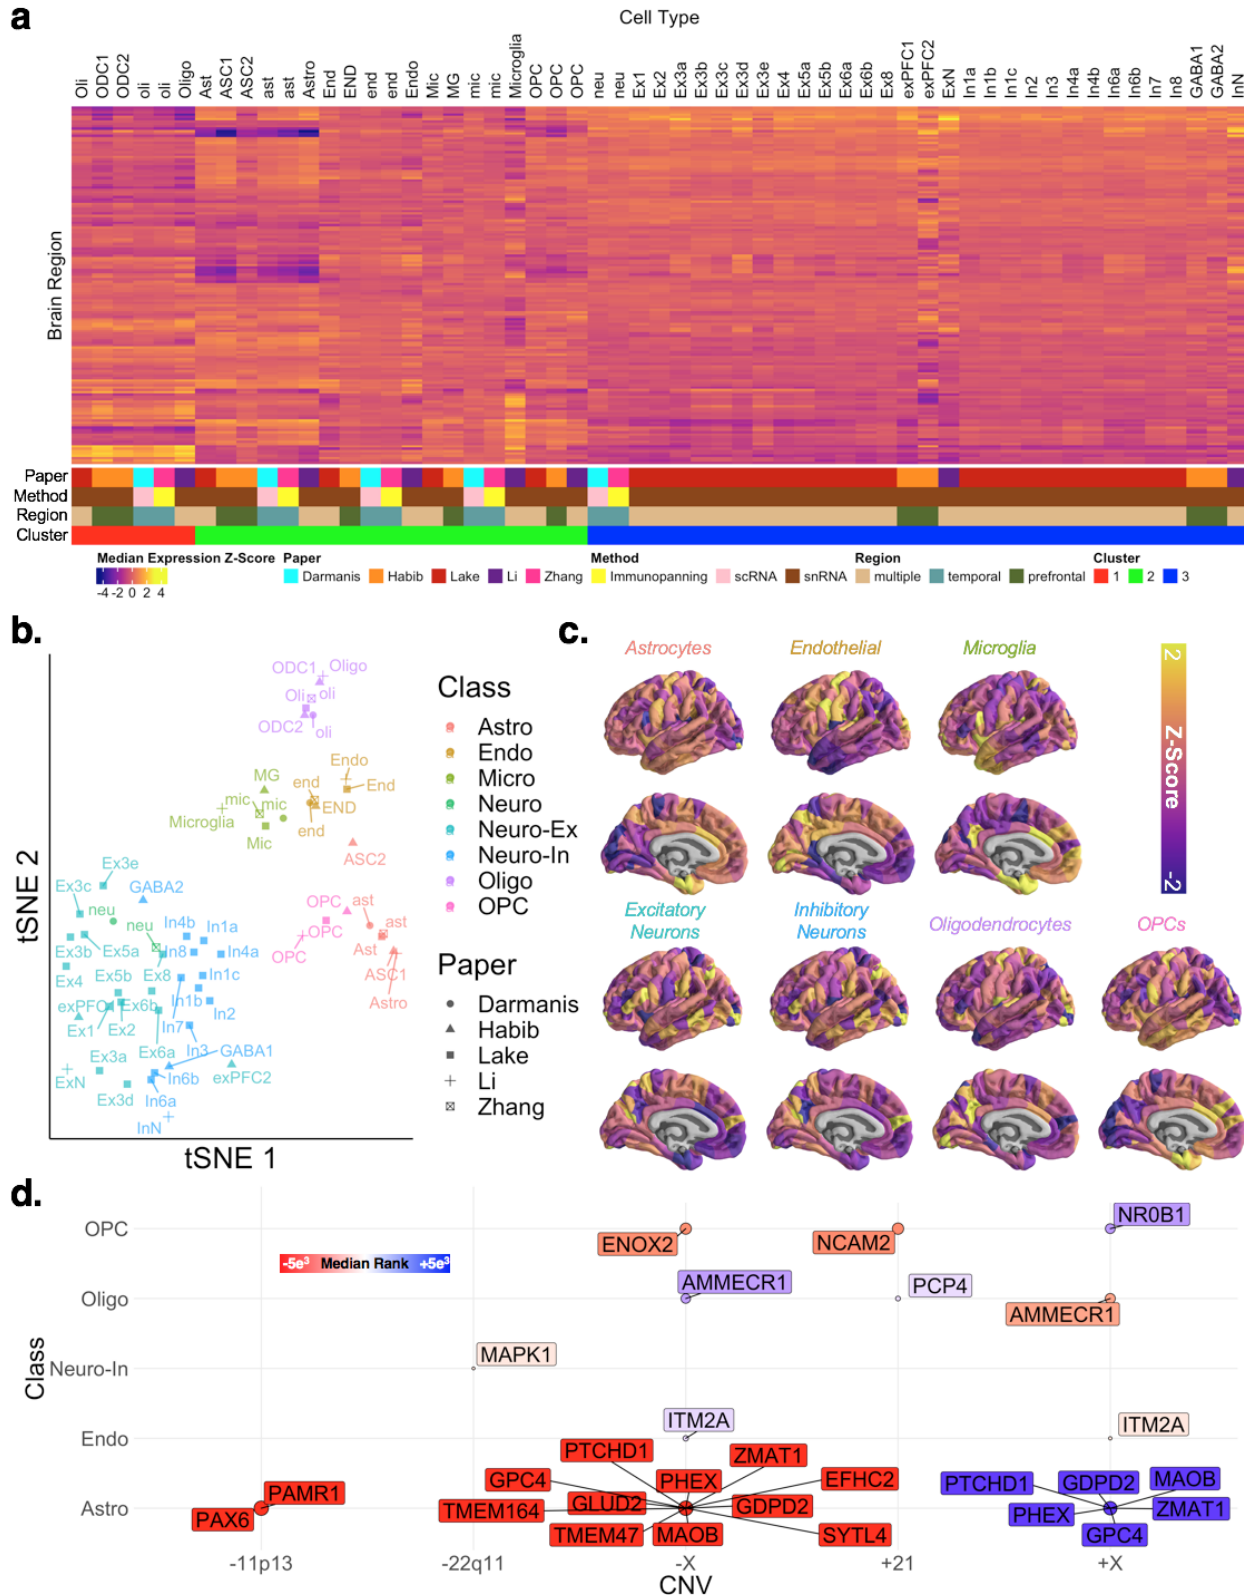 a
Cell Type
Oli ODC1 ODC2 oli oli Oligo Ast ASC1 ASC2 ast ast Astro End END end end Endo Mic MG mic mic Microglia OPC OPC OPC neu neu Ex1 Ex2 Ex3a Ex3b Ex3c Ex3d Ex3e Ex4 Ex5a Ex5b Ex6a Ex6b Ex8 exPFC1 exPFC2 ExN In1a In1b In1c In2 In3 In4a In4b In6a In6b In7 In8 GABA1 GABA2 InN
Brain Region
Paper
Method
Region
Cluster
Median Expression Z-Score Paper Method Region Cluster
Darmanis Habib Lake Li Zhang Immunopanning scRNA snRNA multiple temporal prefrontal 1 2 3
-4 -2 0 2 4
b.
ODC1 Oligo
Oli oli
ODC2 oli
Endo
MG end End
mic mic END
Microglia end
Mic
ASC2
Ex3e
Ex3c GABA2
neu OPC ast
neu In4b In1a ast
Ex3b Ex5a In8 In4a OPC Ast
Ex4 Ex5b Ex8 In1c OPC ASC1
exPFC1 Ex6b In1b In2 Astro
Ex1 Ex2 In7
Ex3a Ex6a In3 GABA1
ExN In6b exPFC2
Ex3d In6a
InN
tSNE 2
tSNE 1
Class
Astro
Endo
Micro
Neuro
Neuro-Ex
Neuro-In
Oligo
OPC
Paper
Darmanis
Habib
Lake
Li
Zhang
c.
Astrocytes Endothelial Microglia
2
Z-Score
-2
Excitatory Neurons
Inhibitory Neurons
Oligodendrocytes
OPCs
d.
OPC
Oligo
Neuro-In
Endo
Astro
Class
-5e³ Median Rank +5e³
ENOX2 NCAM2 NR0B1
AMMECR1 PCP4 AMMECR1
MAPK1
ITM2A ITM2A
PTCHD1 ZMAT1
GPC4 PHEX EFHC2
PAMR1 TMEM164 GLUD2 GDPD2
PAX6 TMEM47 MAOB SYTL4
PTCHD1 GDPD2 MAOB
PHEX ZMAT1
GPC4
-11p13 -22q11 -X +21 +X
CNV